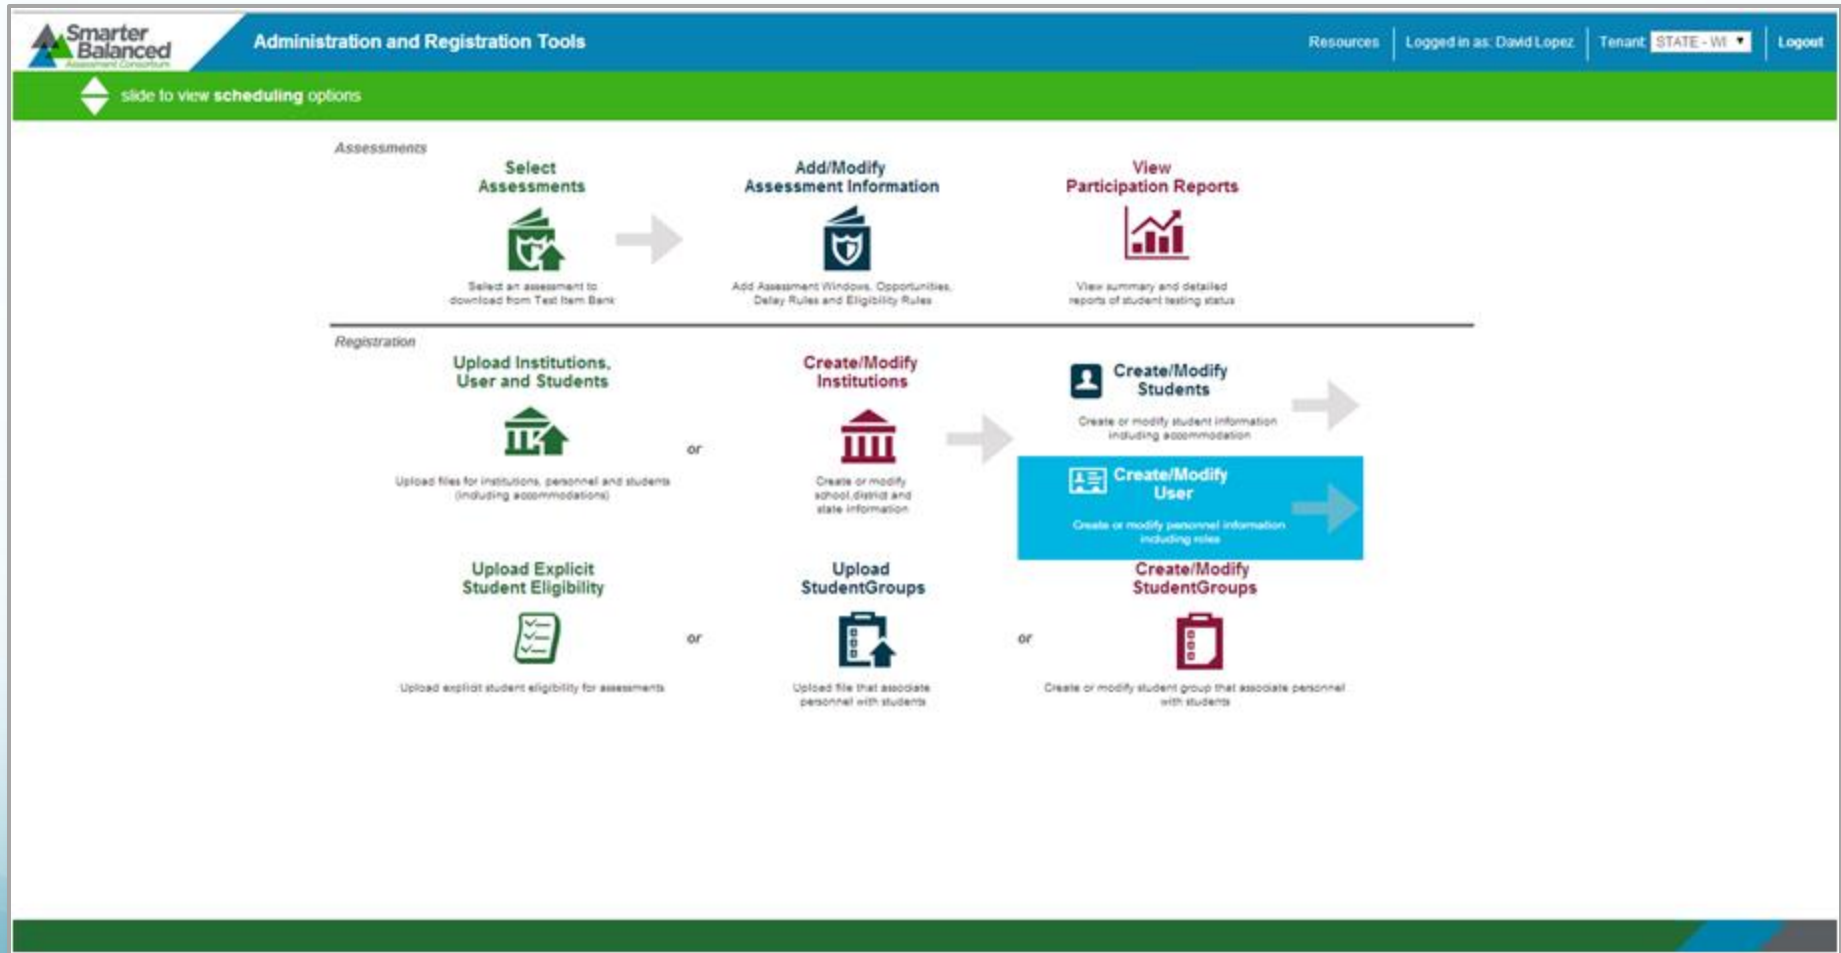 Smarter
Balanced
Assessment Consortium
Administration and Registration Tools
Resources
Logged in as: David Lopez
Tenant: STATE - WI
Logout
slide to view scheduling options
Assessments
Select
Assessments
Select an assessment to
download from Test Item Bank
Add/Modify
Assessment Information
Add Assessment Windows, Opportunities,
Delay Rules and Eligibility Rules
View
Participation Reports
View summary and detailed
reports of student testing status
Registration
Upload Institutions,
User and Students
Upload files for institutions, personnel and students
(including accommodations)
or
Create/Modify
Institutions
Create or modify
school,district and
state information
Create/Modify
Students
Create or modify student information
including accommodation
Create/Modify
User
Create or modify personnel information
including roles
Upload Explicit
Student Eligibility
Upload explicit student eligibility for assessments
or
Upload
StudentGroups
Upload file that associate
personnel with students
or
Create/Modify
StudentGroups
Create or modify student group that associate personnel
with students